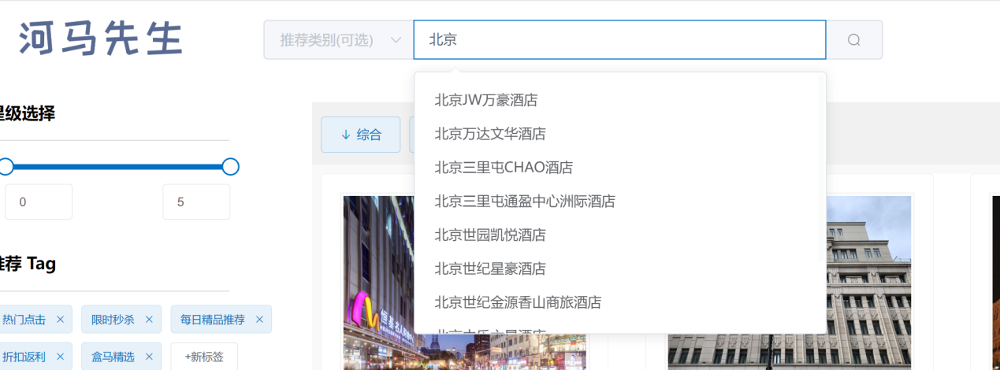 河马先生
推荐类别(可选)
北京
北京JW万豪酒店
北京万达文华酒店
北京三里屯CHAO酒店
北京三里屯通盈中心洲际酒店
北京世园凯悦酒店
北京世纪星豪酒店
北京世纪金源香山商旅酒店
星级选择
0
5
综合
推荐 Tag
热门点击 ×
限时秒杀 ×
每日精品推荐 ×
折扣返利 ×
盒马精选 ×
+新标签
恒基名人购物中心